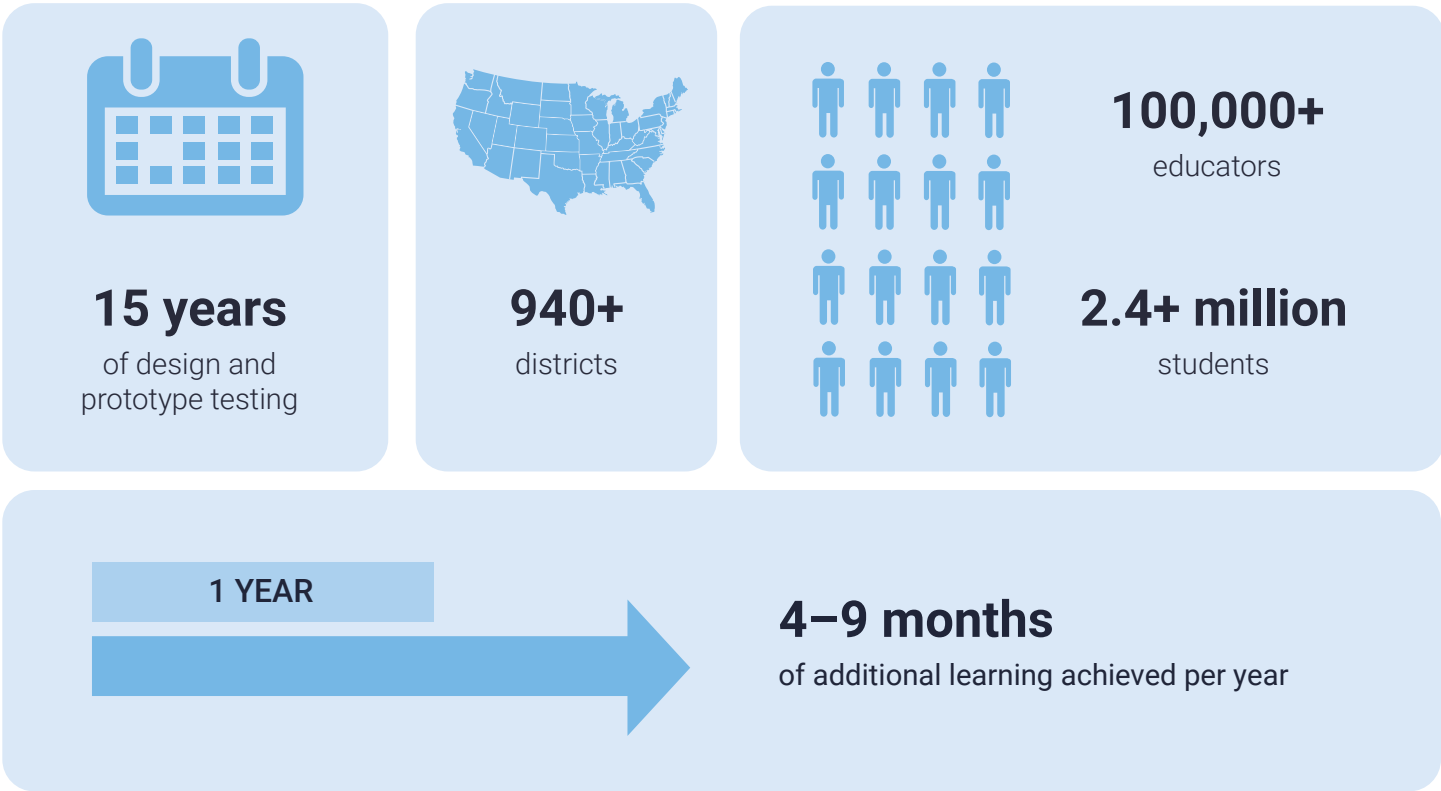 15 years
of design and
prototype testing
940+
districts
100,000+
educators
2.4+ million
students
1 YEAR
4–9 months
of additional learning achieved per year